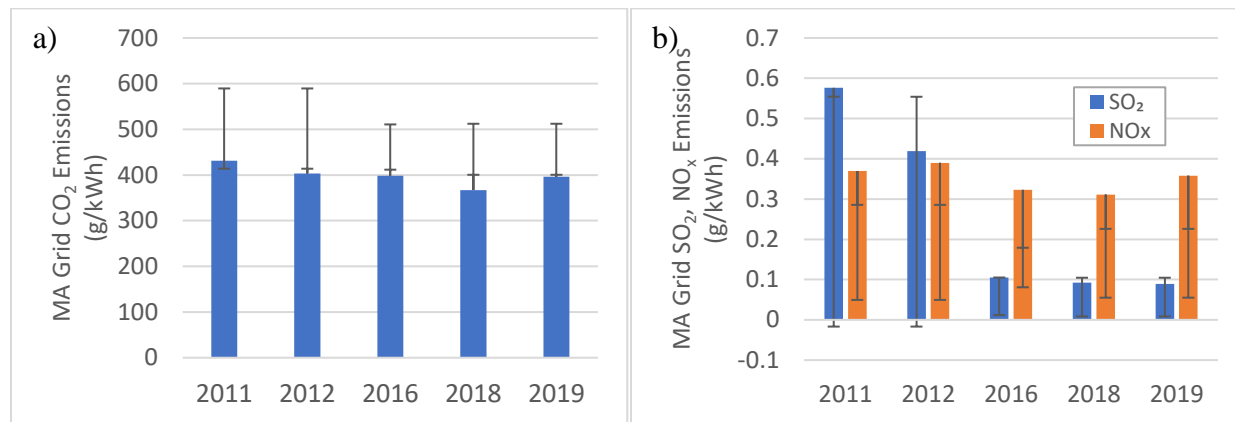 a)
MA Grid CO₂ Emissions
(g/kWh)
700
600
500
400
300
200
100
0
2011 2012 2016 2018 2019
b)
MA Grid SO₂, NOₓ Emissions
(g/kWh)
0.7
0.6
0.5
0.4
0.3
0.2
0.1
0
-0.1
SO₂
NOx
2011 2012 2016 2018 2019